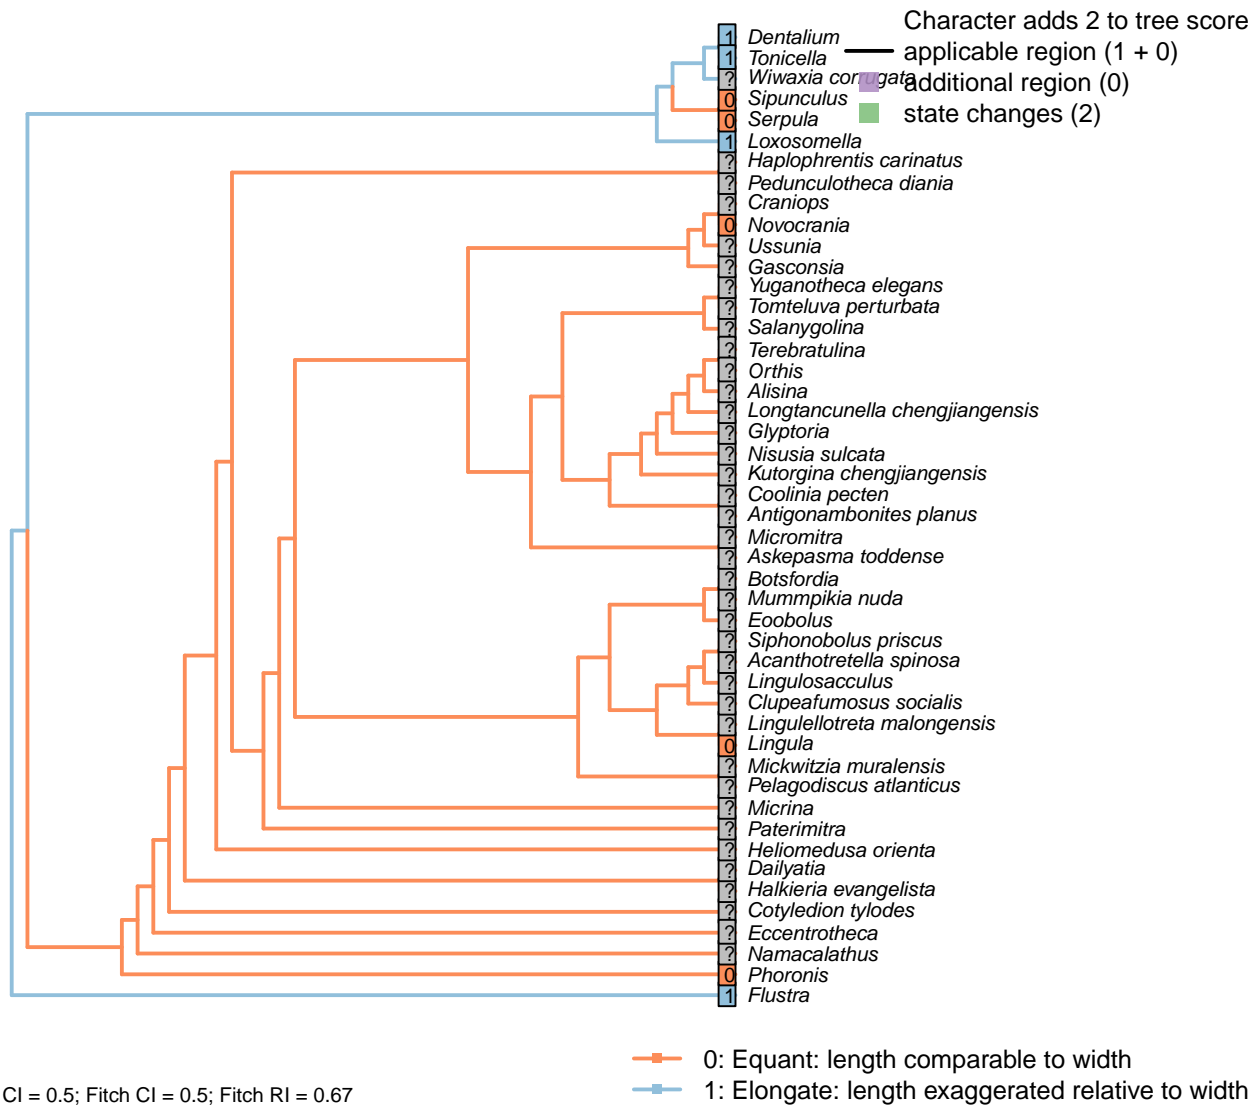 Character adds 2 to tree score
applicable region (1 + 0)
additional region (0)
state changes (2)
1 Dentalium
1 Tonicella
? Wiwaxia corrugata
0 Sipunculus
0 Serpula
1 Loxosomella
? Haplophrentis carinatus
? Pedunculotheca diania
? Craniops
0 Novocrania
? Ussunia
? Gasconsia
? Yuganotheca elegans
? Tomteluva perturbata
? Salanygolina
? Terebratulina
? Orthis
? Alisina
? Longtancunella chengjiangensis
? Glyptoria
? Nisusia sulcata
? Kutorgina chengjiangensis
? Coolinia pecten
? Antigonambonites planus
? Micromitra
? Askepasma toddense
? Botsfordia
? Mummpikia nuda
? Eoobolus
? Siphonobolus priscus
? Acanthotretella spinosa
? Lingulosacculus
? Clupeafumosus socialis
? Lingulellotreta malongensis
0 Lingula
? Mickwitzia muralensis
? Pelagodiscus atlanticus
? Micrina
? Paterimitra
? Heliomedusa orienta
? Dailyatia
? Halkieria evangelista
? Cotyledion tylodes
? Eccentrotheca
? Namacalathus
0 Phoronis
1 Flustra
0: Equant: length comparable to width
1: Elongate: length exaggerated relative to width
CI = 0.5; Fitch CI = 0.5; Fitch RI = 0.67